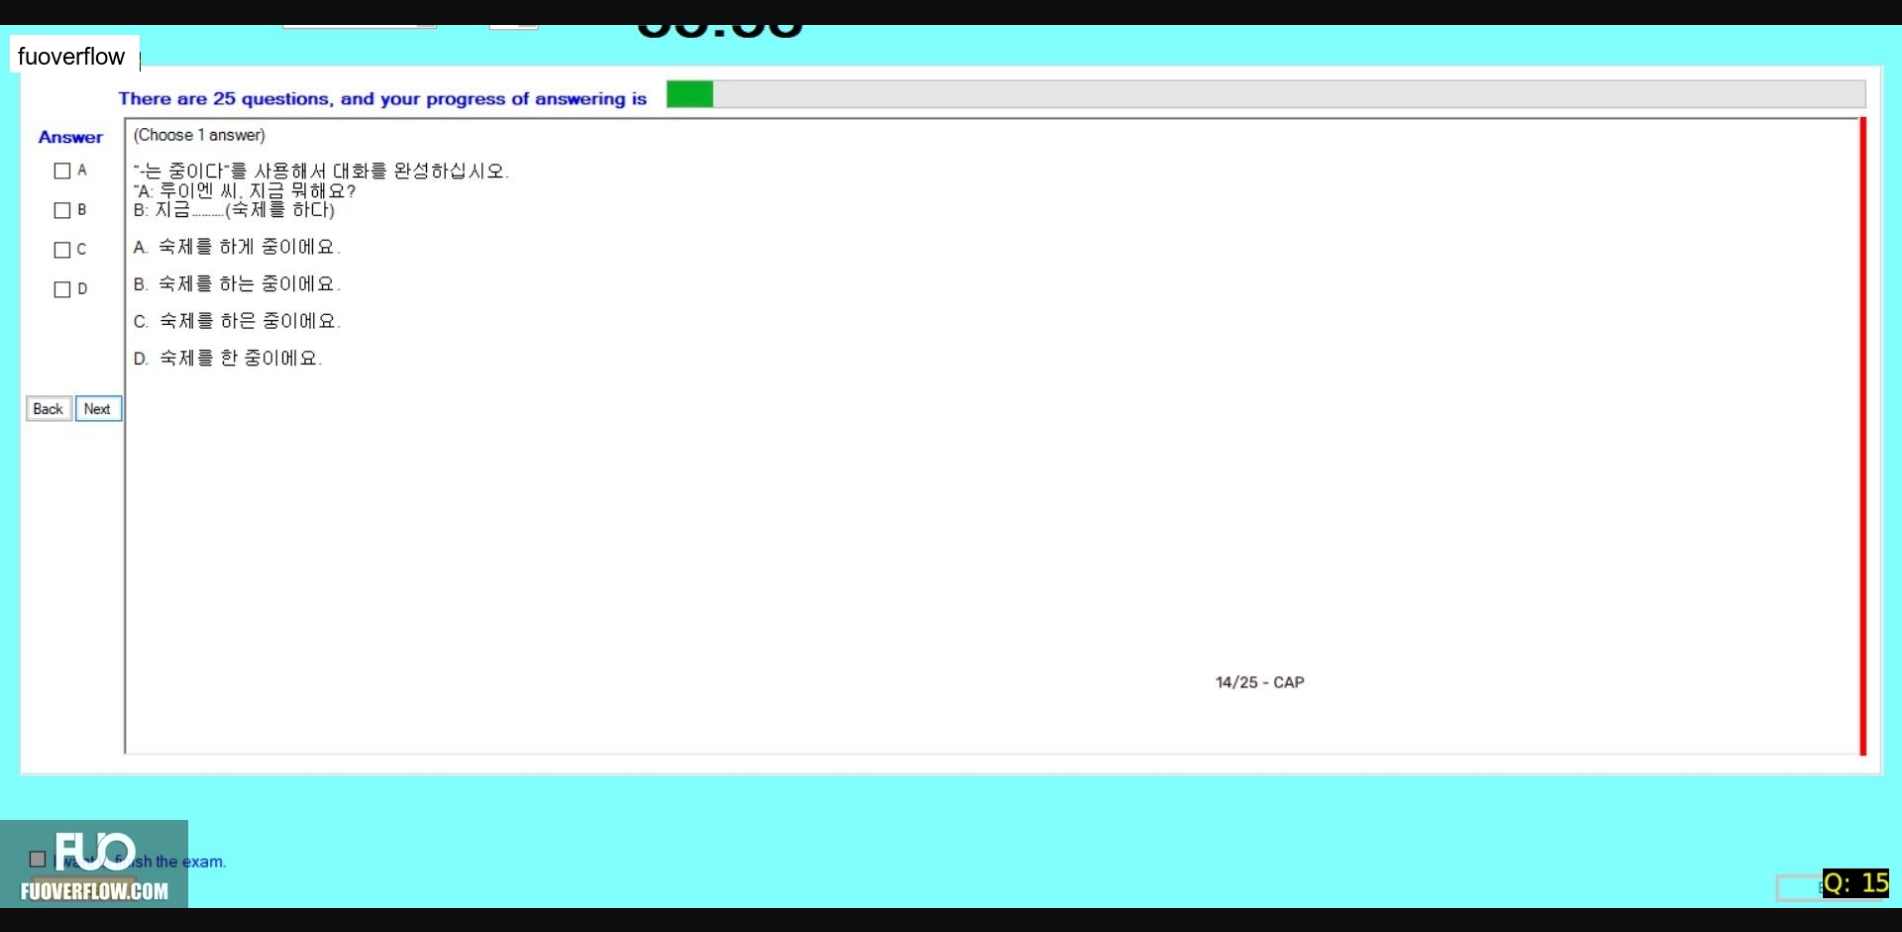 fuoverflow
There are 25 questions, and your progress of answering is
Answer
(Choose 1 answer)
A
B
C
D
"-는 중이다"를 사용해서 대화를 완성하십시오.
"A: 루이엔 씨, 지금 뭐해요?
B: 지금.........(숙제를 하다)
A. 숙제를 하게 중이에요.
B. 숙제를 하는 중이에요.
C. 숙제를 하은 중이에요.
D. 숙제를 한 중이에요.
Back Next
14/25 - CAP
FUO
finish the exam.
FUOVERFLOW.COM
Q: 15